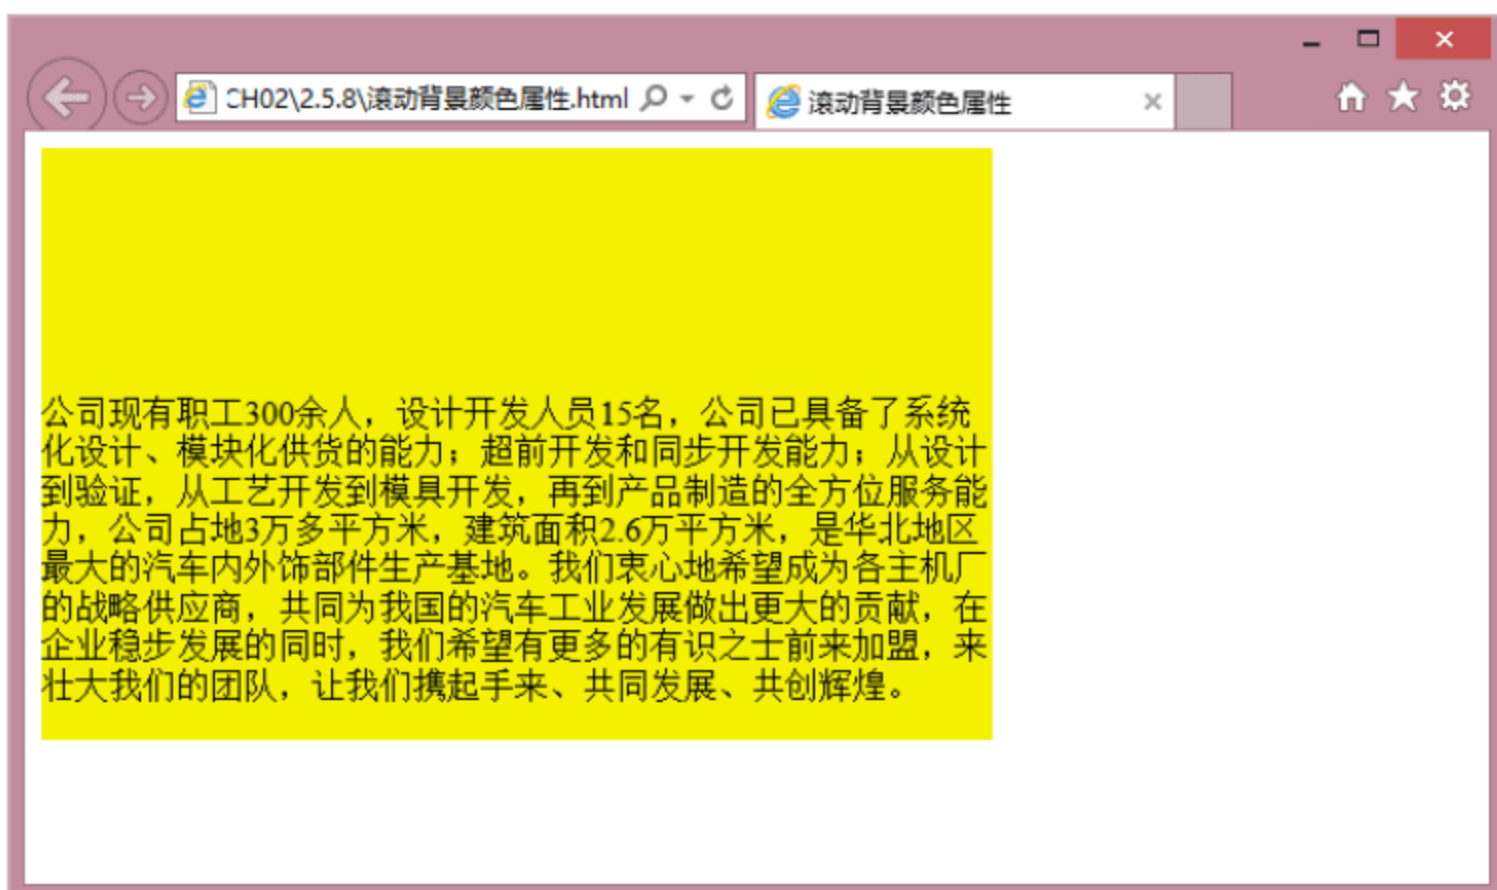 CH02\2.5.8\滚动背景颜色属性.html
滚动背景颜色属性
公司现有职工300余人，设计开发人员15名，公司已具备了系统
化设计、模块化供货的能力；超前开发和同步开发能力；从设计
到验证，从工艺开发到模具开发，再到产品制造的全方位服务能
力，公司占地3万多平方米，建筑面积2.6万平方米，是华北地区
最大的汽车内外饰部件生产基地。我们衷心地希望成为各主机厂
的战略供应商，共同为我国的汽车工业发展做出更大的贡献，在
企业稳步发展的同时，我们希望有更多的有识之士前来加盟，来
壮大我们的团队，让我们携起手来、共同发展、共创辉煌。